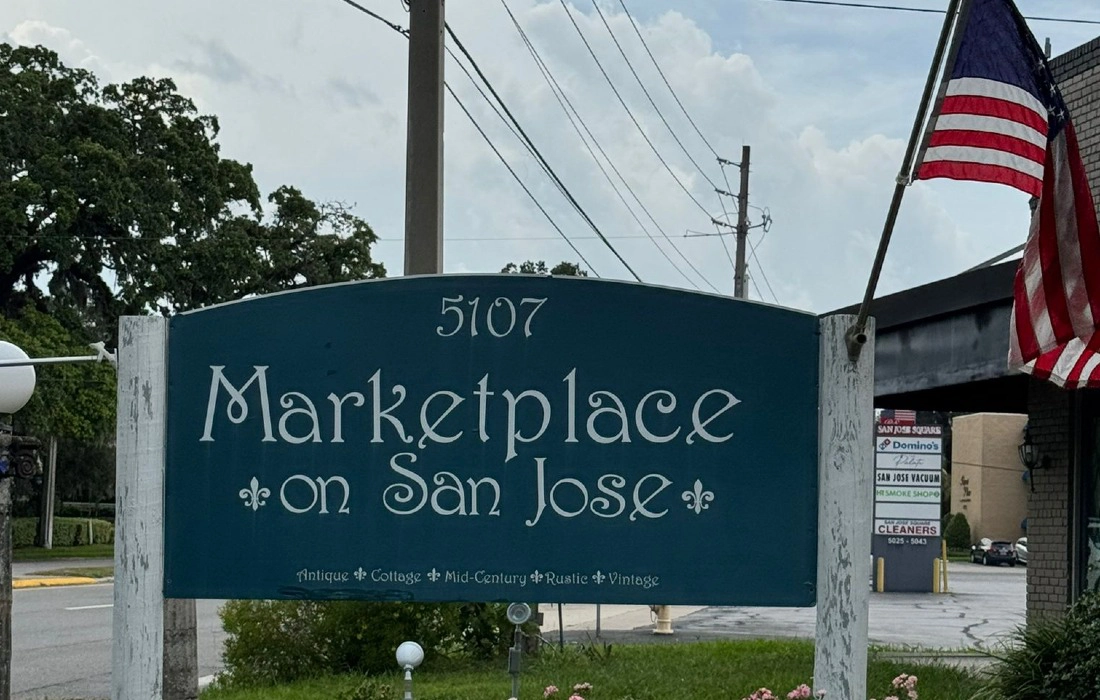 5107
Marketplace
on San Jose
Antique Cottage Mid-Century Rustic Vintage
SAN JOSE SQUARE
Domino's
SAN JOSE VACUUM
SMOKE SHOP
SAN JOSE SQUARE
CLEANERS
5025 - 5043